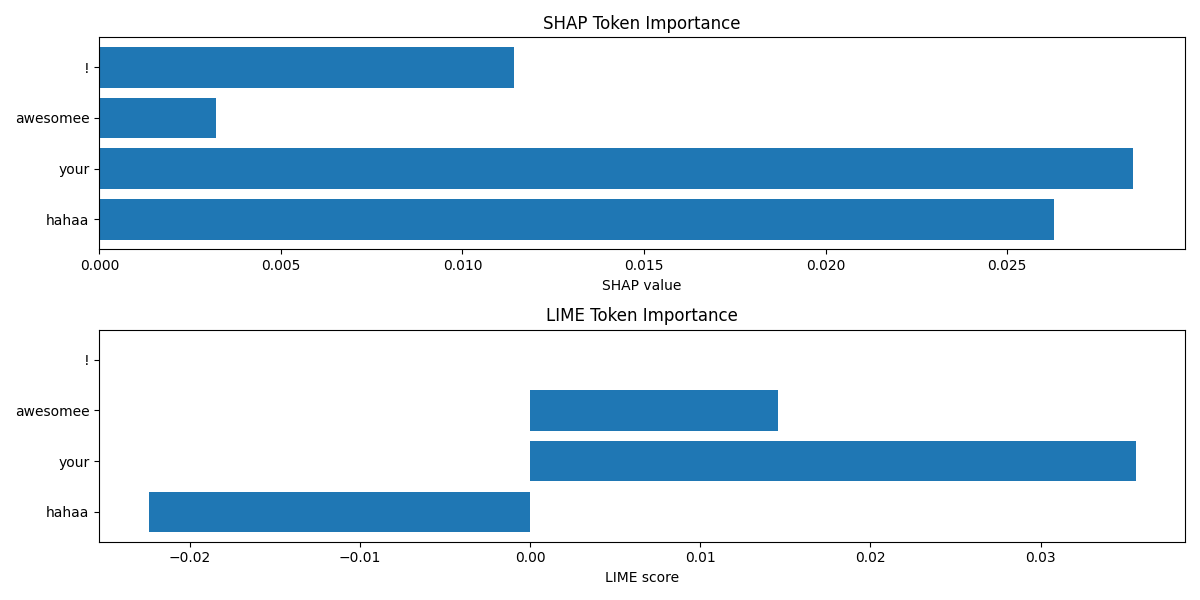 SHAP Token Importance
!
awesomee
your
hahaa
0.000 0.005 0.010 0.015 0.020 0.025
SHAP value
LIME Token Importance
!
awesomee
your
hahaa
−0.02 −0.01 0.00 0.01 0.02 0.03
LIME score